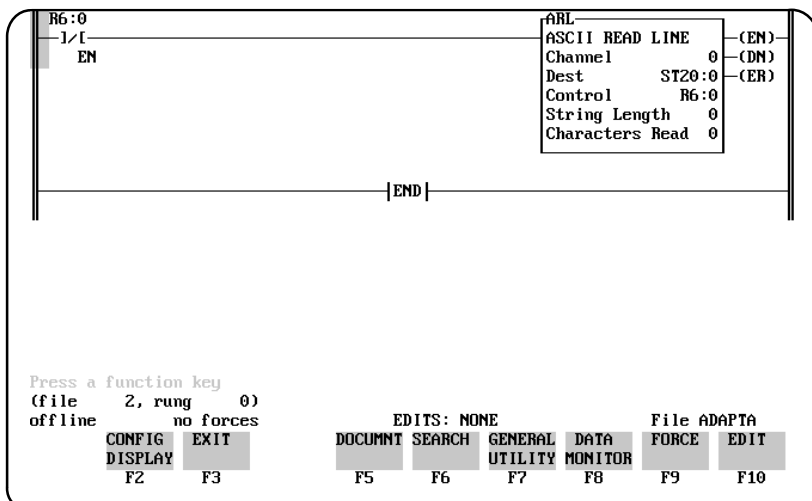 R6:0
]/[
EN
ARL
ASCII READ LINE (EN)
Channel 0 (DN)
Dest ST20:0 (ER)
Control R6:0
String Length 0
Characters Read 0
END
Press a function key
(file 2, rung 0)
offline no forces EDITS: NONE File ADAPTA
CONFIG EXIT DOCUMNT SEARCH GENERAL DATA FORCE EDIT
DISPLAY UTILITY MONITOR
F2 F3 F5 F6 F7 F8 F9 F10